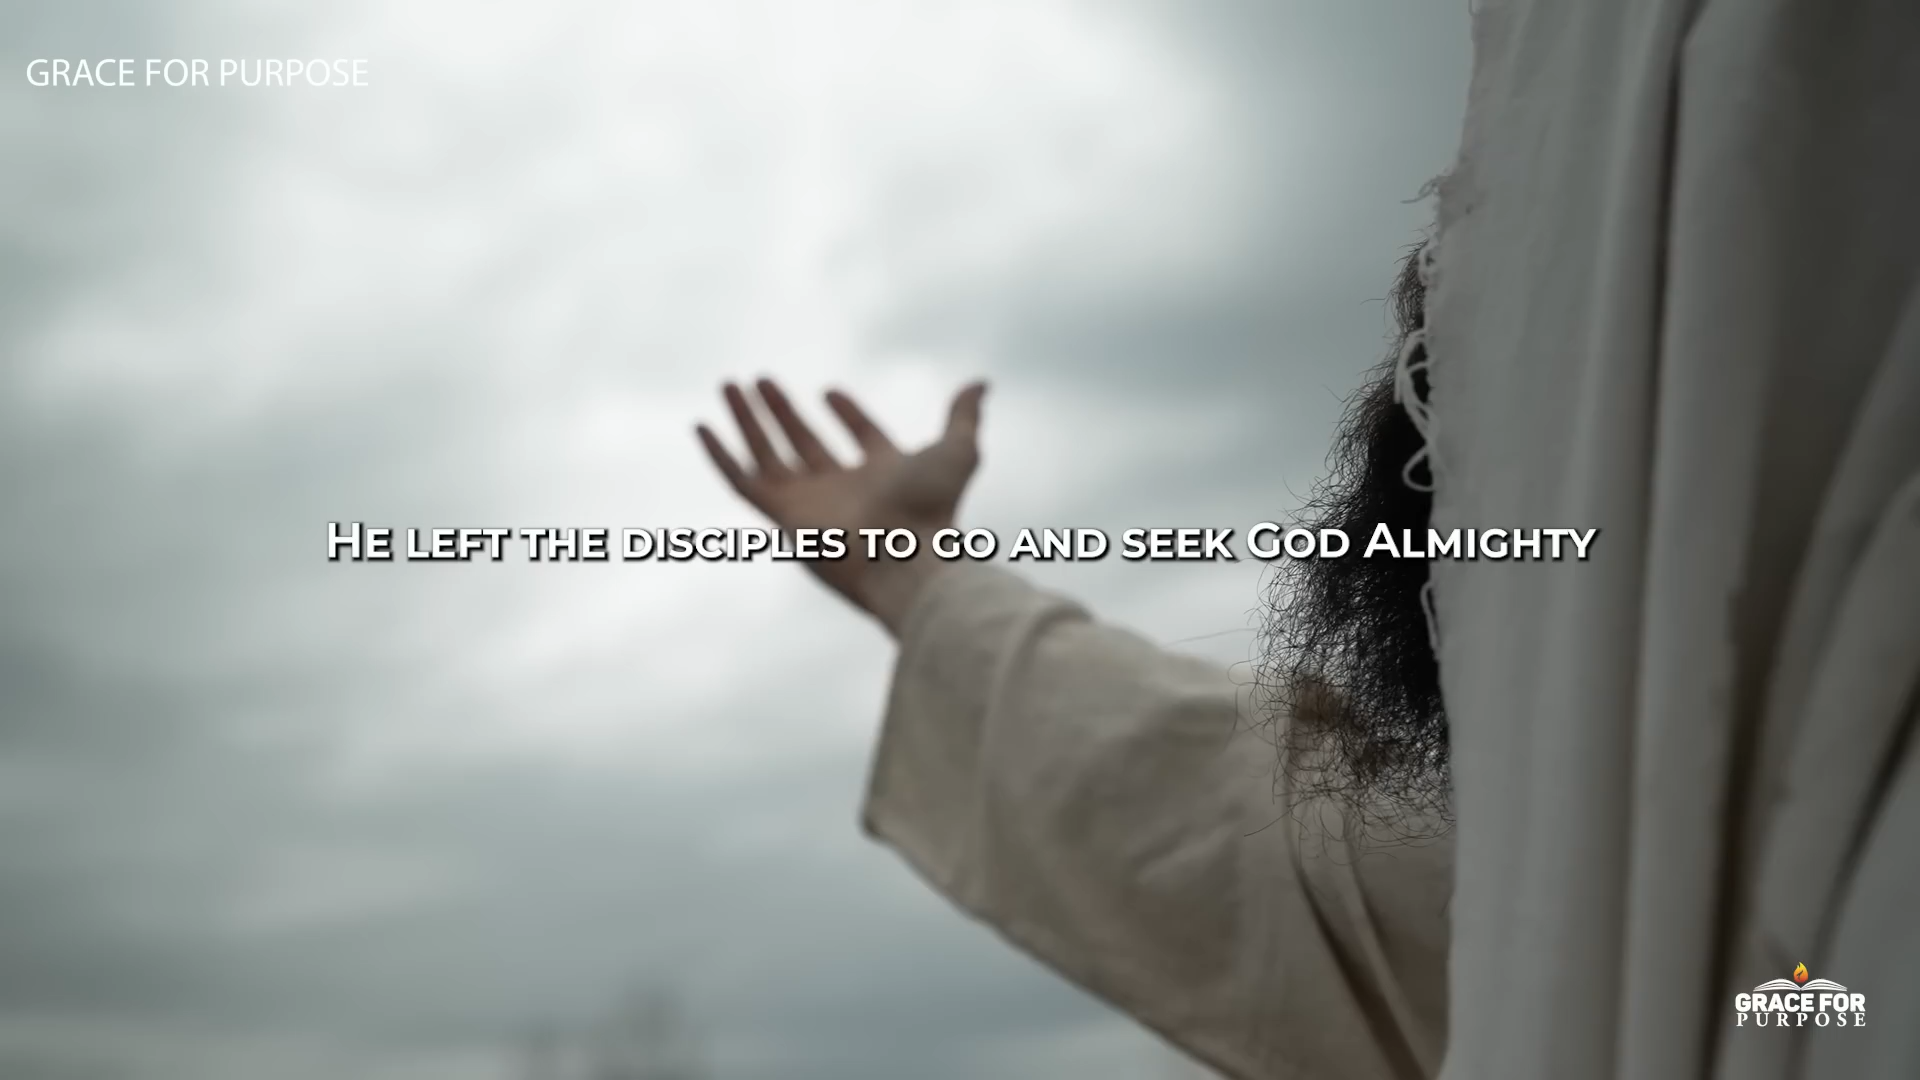 GRACE FOR PURPOSE
He left the disciples to go and seek God Almighty
GRACE FOR
PURPOSE